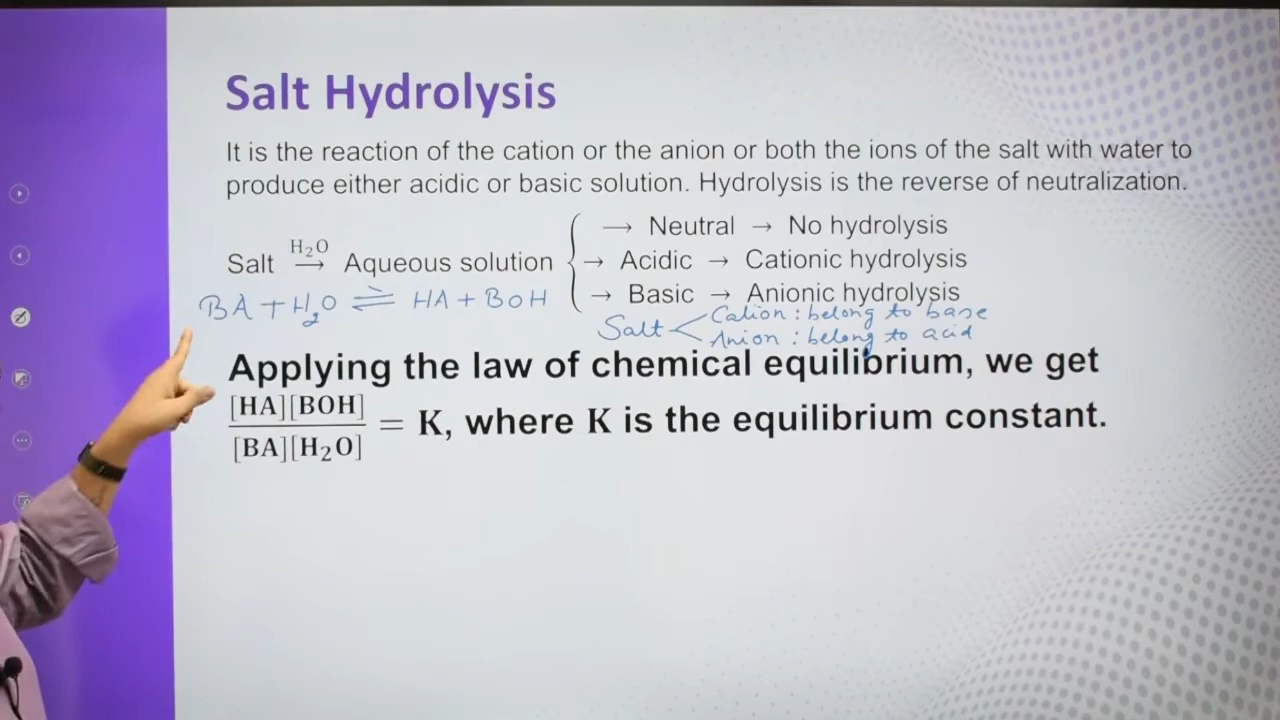 Salt Hydrolysis
It is the reaction of the cation or the anion or both the ions of the salt with water to
produce either acidic or basic solution. Hydrolysis is the reverse of neutralization.
→ Neutral → No hydrolysis
Salt H₂O → Aqueous solution → Acidic → Cationic hydrolysis
→ Basic → Anionic hydrolysis
BA + H₂O ⇌ HA + BOH
Salt < Cation : belong to base
Anion : belong to acid
Applying the law of chemical equilibrium, we get
[HA][BOH]
[BA][H₂O] = K, where K is the equilibrium constant.